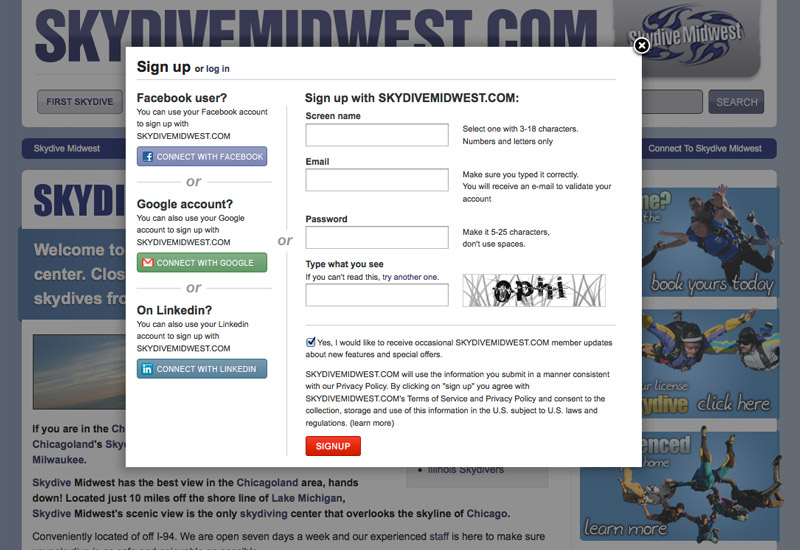 SKYDIVEMIDWEST.COM
Skydive Midwest
FIRST SKYDIVE
SEARCH
Skydive Midwest
Connect To Skydive Midwest
Sign up or log in
Facebook user?
You can use your Facebook account
to sign up with
SKYDIVEMIDWEST.COM
CONNECT WITH FACEBOOK
or
Google account?
You can also use your Google
account to sign up with
SKYDIVEMIDWEST.COM
CONNECT WITH GOOGLE
or
On Linkedin?
You can also use your Linkedin
account to sign up with
SKYDIVEMIDWEST.COM
in CONNECT WITH LINKEDIN
or
Sign up with SKYDIVEMIDWEST.COM:
Screen name
Select one with 3-18 characters.
Numbers and letters only
Email
Make sure you typed it correctly.
You will receive an e-mail to validate your
account
Password
Make it 5-25 characters,
don't use spaces.
Type what you see
If you can't read this, try another one.
Yes, I would like to receive occasional SKYDIVEMIDWEST.COM member updates
about new features and special offers.
SKYDIVEMIDWEST.COM will use the information you submit in a manner consistent
with our Privacy Policy. By clicking on "sign up" you agree with
SKYDIVEMIDWEST.COM's Terms of Service and Privacy Policy and consent to the
collection, storage and use of this information in the U.S. subject to U.S. laws and
regulations. (learn more)
SIGNUP
SKYDI
Welcome to
center. Clos
skydives fro
If you are in the Ch
Chicagoland's Skyd
Milwaukee.
Illinois Skydivers
Skydive Midwest has the best view in the Chicagoland area, hands
down! Located just 10 miles off the shore line of Lake Michigan,
Skydive Midwest's scenic view is the only skydiving center that overlooks the skyline of Chicago.
Conveniently located of off I-94. We are open seven days a week and our experienced staff is here to make sure
me?
the
book yours today
ur license
kydive click here
enced
home
learn more